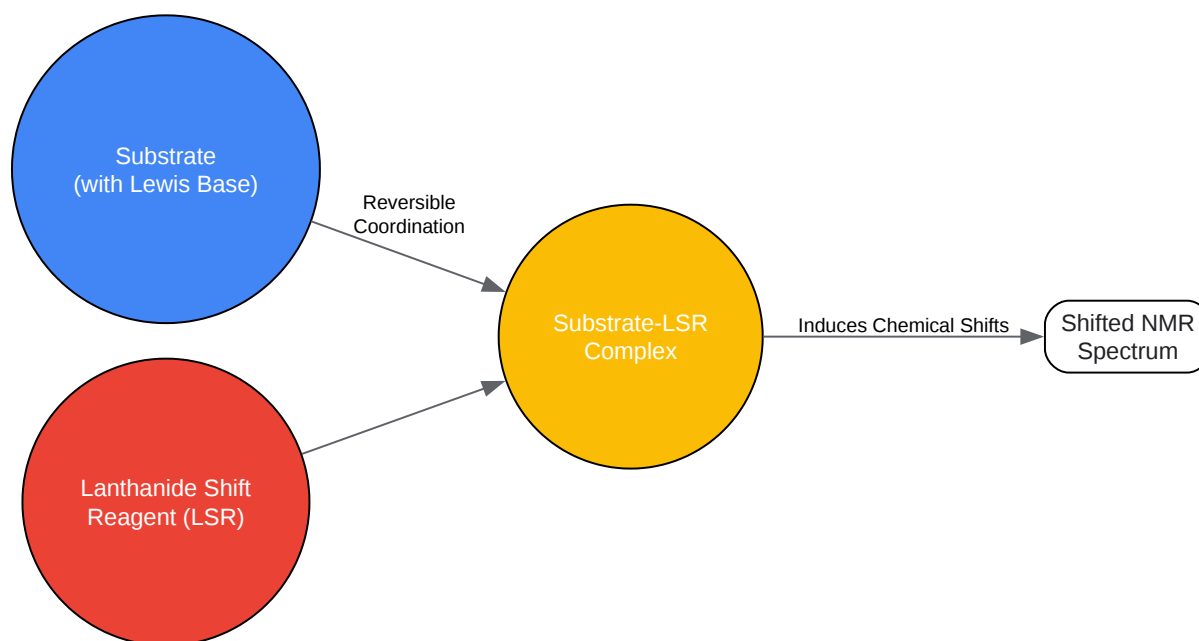 Substrate
(with Lewis Base)
Reversible
Coordination
Substrate-LSR
Complex
Induces Chemical Shifts
Shifted NMR
Spectrum
Lanthanide Shift
Reagent (LSR)